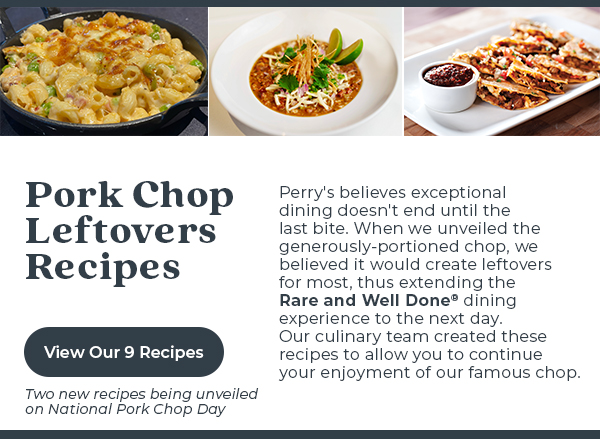 Pork Chop
Leftovers
Recipes
View Our 9 Recipes
Two new recipes being unveiled
on National Pork Chop Day
Perry's believes exceptional
dining doesn't end until the
last bite. When we unveiled the
generously-portioned chop, we
believed it would create leftovers
for most, thus extending the
Rare and Well Done® dining
experience to the next day.
Our culinary team created these
recipes to allow you to continue
your enjoyment of our famous chop.